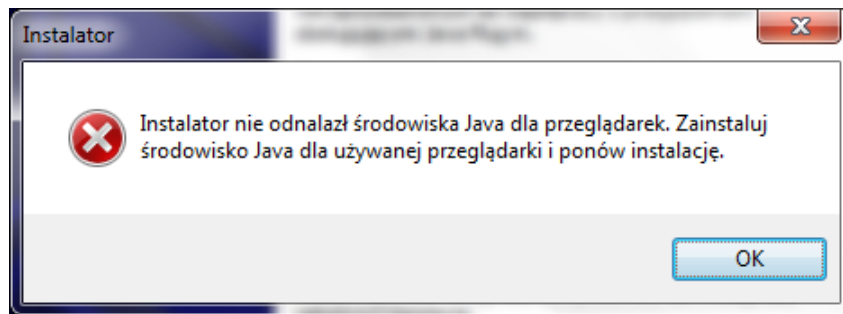 Instalator
Instalator nie odnalazł środowiska Java dla przeglądarek. Zainstaluj
środowisko Java dla używanej przeglądarki i ponów instalację.
OK